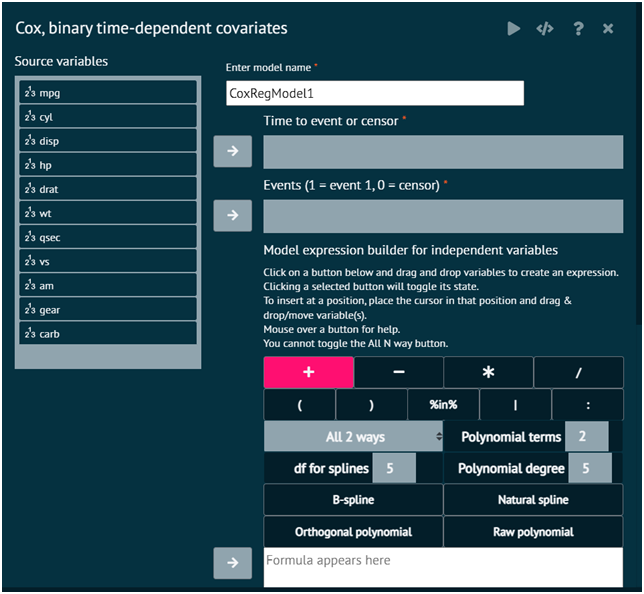 Cox, binary time-dependent covariates
Source variables
mpg
cyl
disp
hp
drat
wt
qsec
vs
am
gear
carb
Enter model name *
CoxRegModel1
Time to event or censor *
Events (1 = event 1, 0 = censor) *
Model expression builder for independent variables
Click on a button below and drag and drop variables to create an expression.
Clicking a selected button will toggle its state.
To insert at a position, place the cursor in that position and drag &
drop/move variable(s).
Mouse over a button for help.
You cannot toggle the All N way button.
+ − * /
( ) %in% | :
All 2 ways Polynomial terms 2
df for splines 5 Polynomial degree 5
B-spline Natural spline
Orthogonal polynomial Raw polynomial
Formula appears here